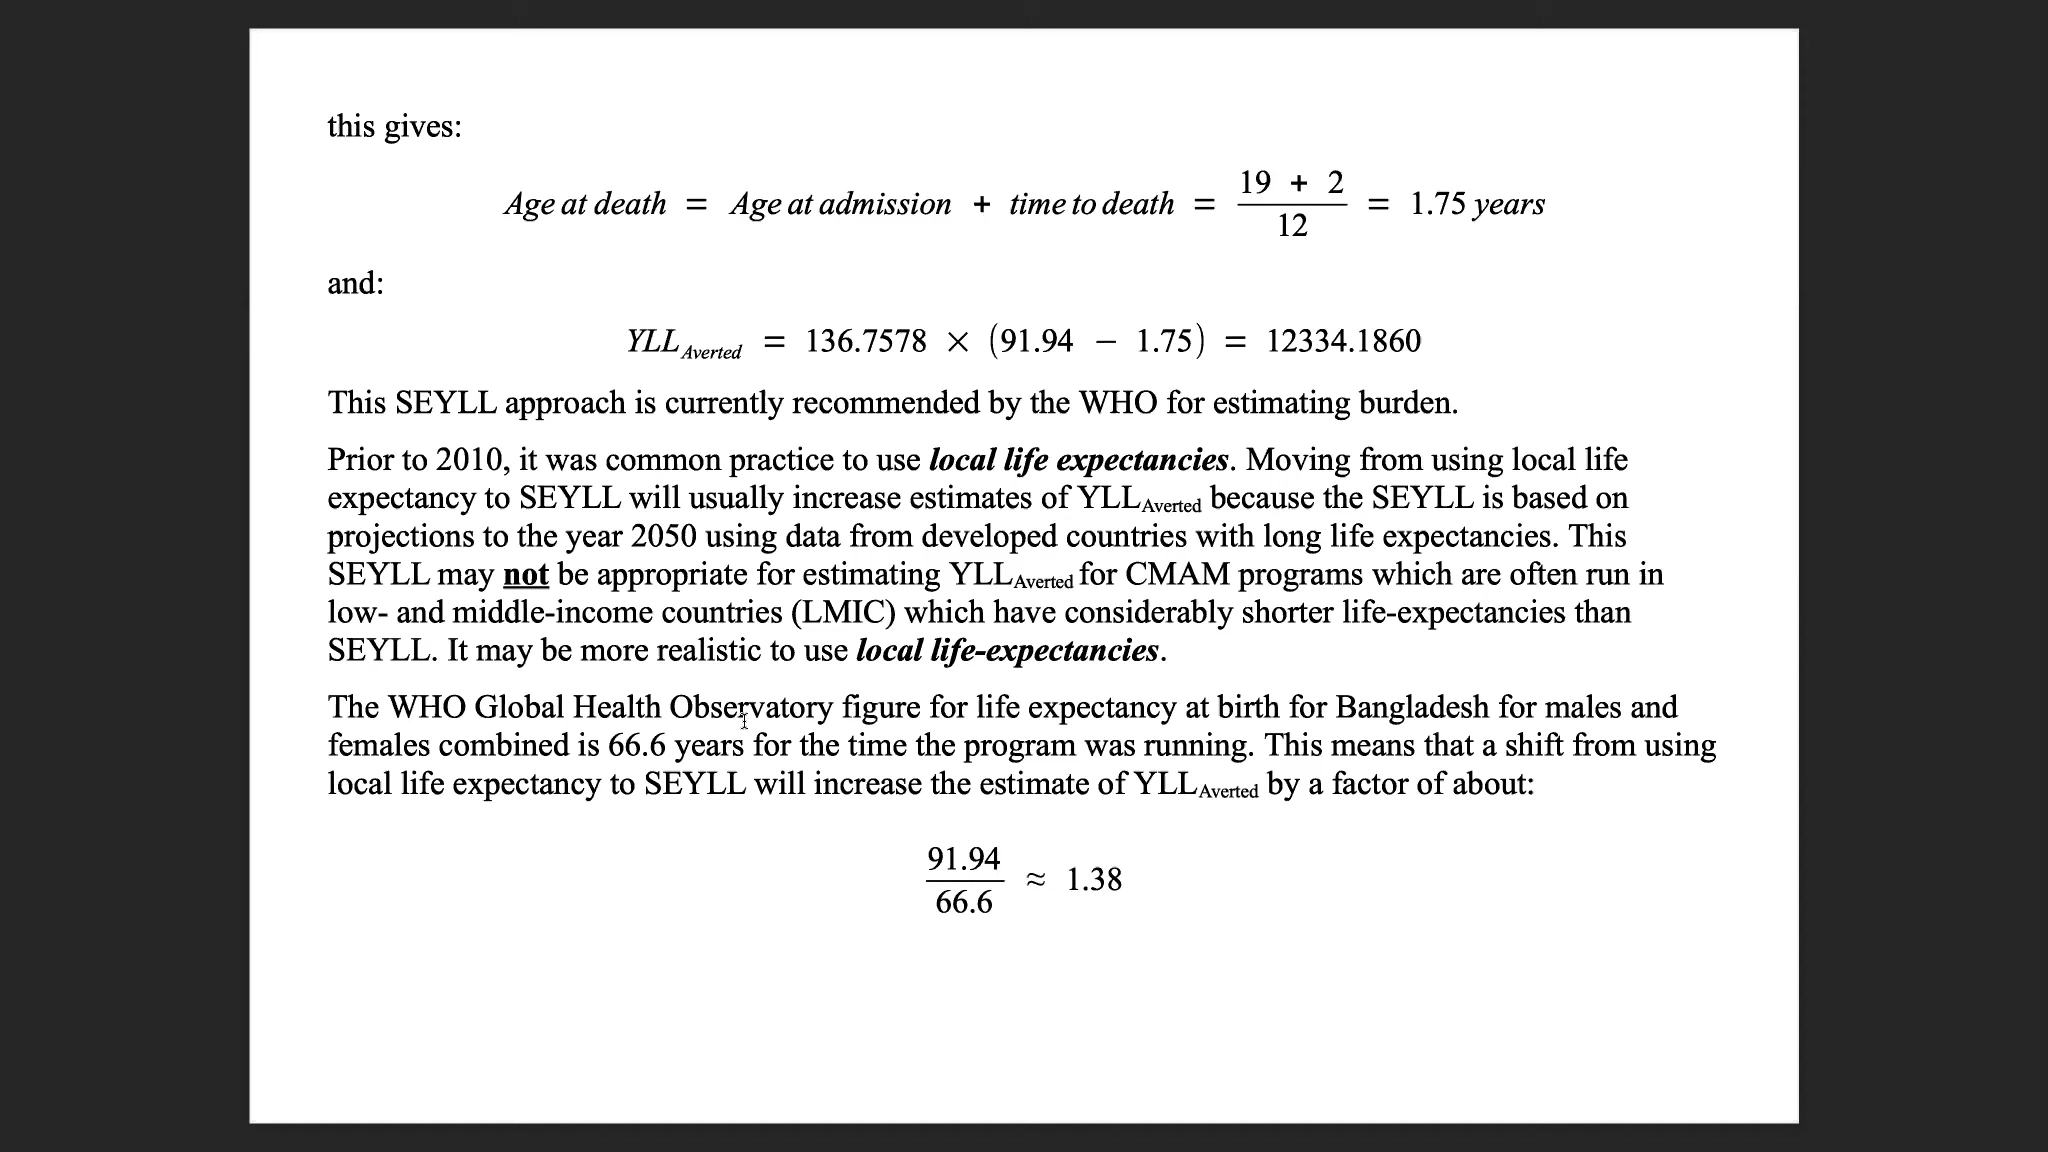 this gives:
Age at death = Age at admission + time to death = 19 + 2 / 12 = 1.75 years
and:
YLL Averted = 136.7578 × (91.94 − 1.75) = 12334.1860
This SEYLL approach is currently recommended by the WHO for estimating burden.
Prior to 2010, it was common practice to use local life expectancies. Moving from using local life
expectancy to SEYLL will usually increase estimates of YLLAverted because the SEYLL is based on
projections to the year 2050 using data from developed countries with long life expectancies. This
SEYLL may not be appropriate for estimating YLLAverted for CMAM programs which are often run in
low- and middle-income countries (LMIC) which have considerably shorter life-expectancies than
SEYLL. It may be more realistic to use local life-expectancies.
The WHO Global Health Observatory figure for life expectancy at birth for Bangladesh for males and
females combined is 66.6 years for the time the program was running. This means that a shift from using
local life expectancy to SEYLL will increase the estimate of YLLAverted by a factor of about:
91.94 / 66.6 ≈ 1.38